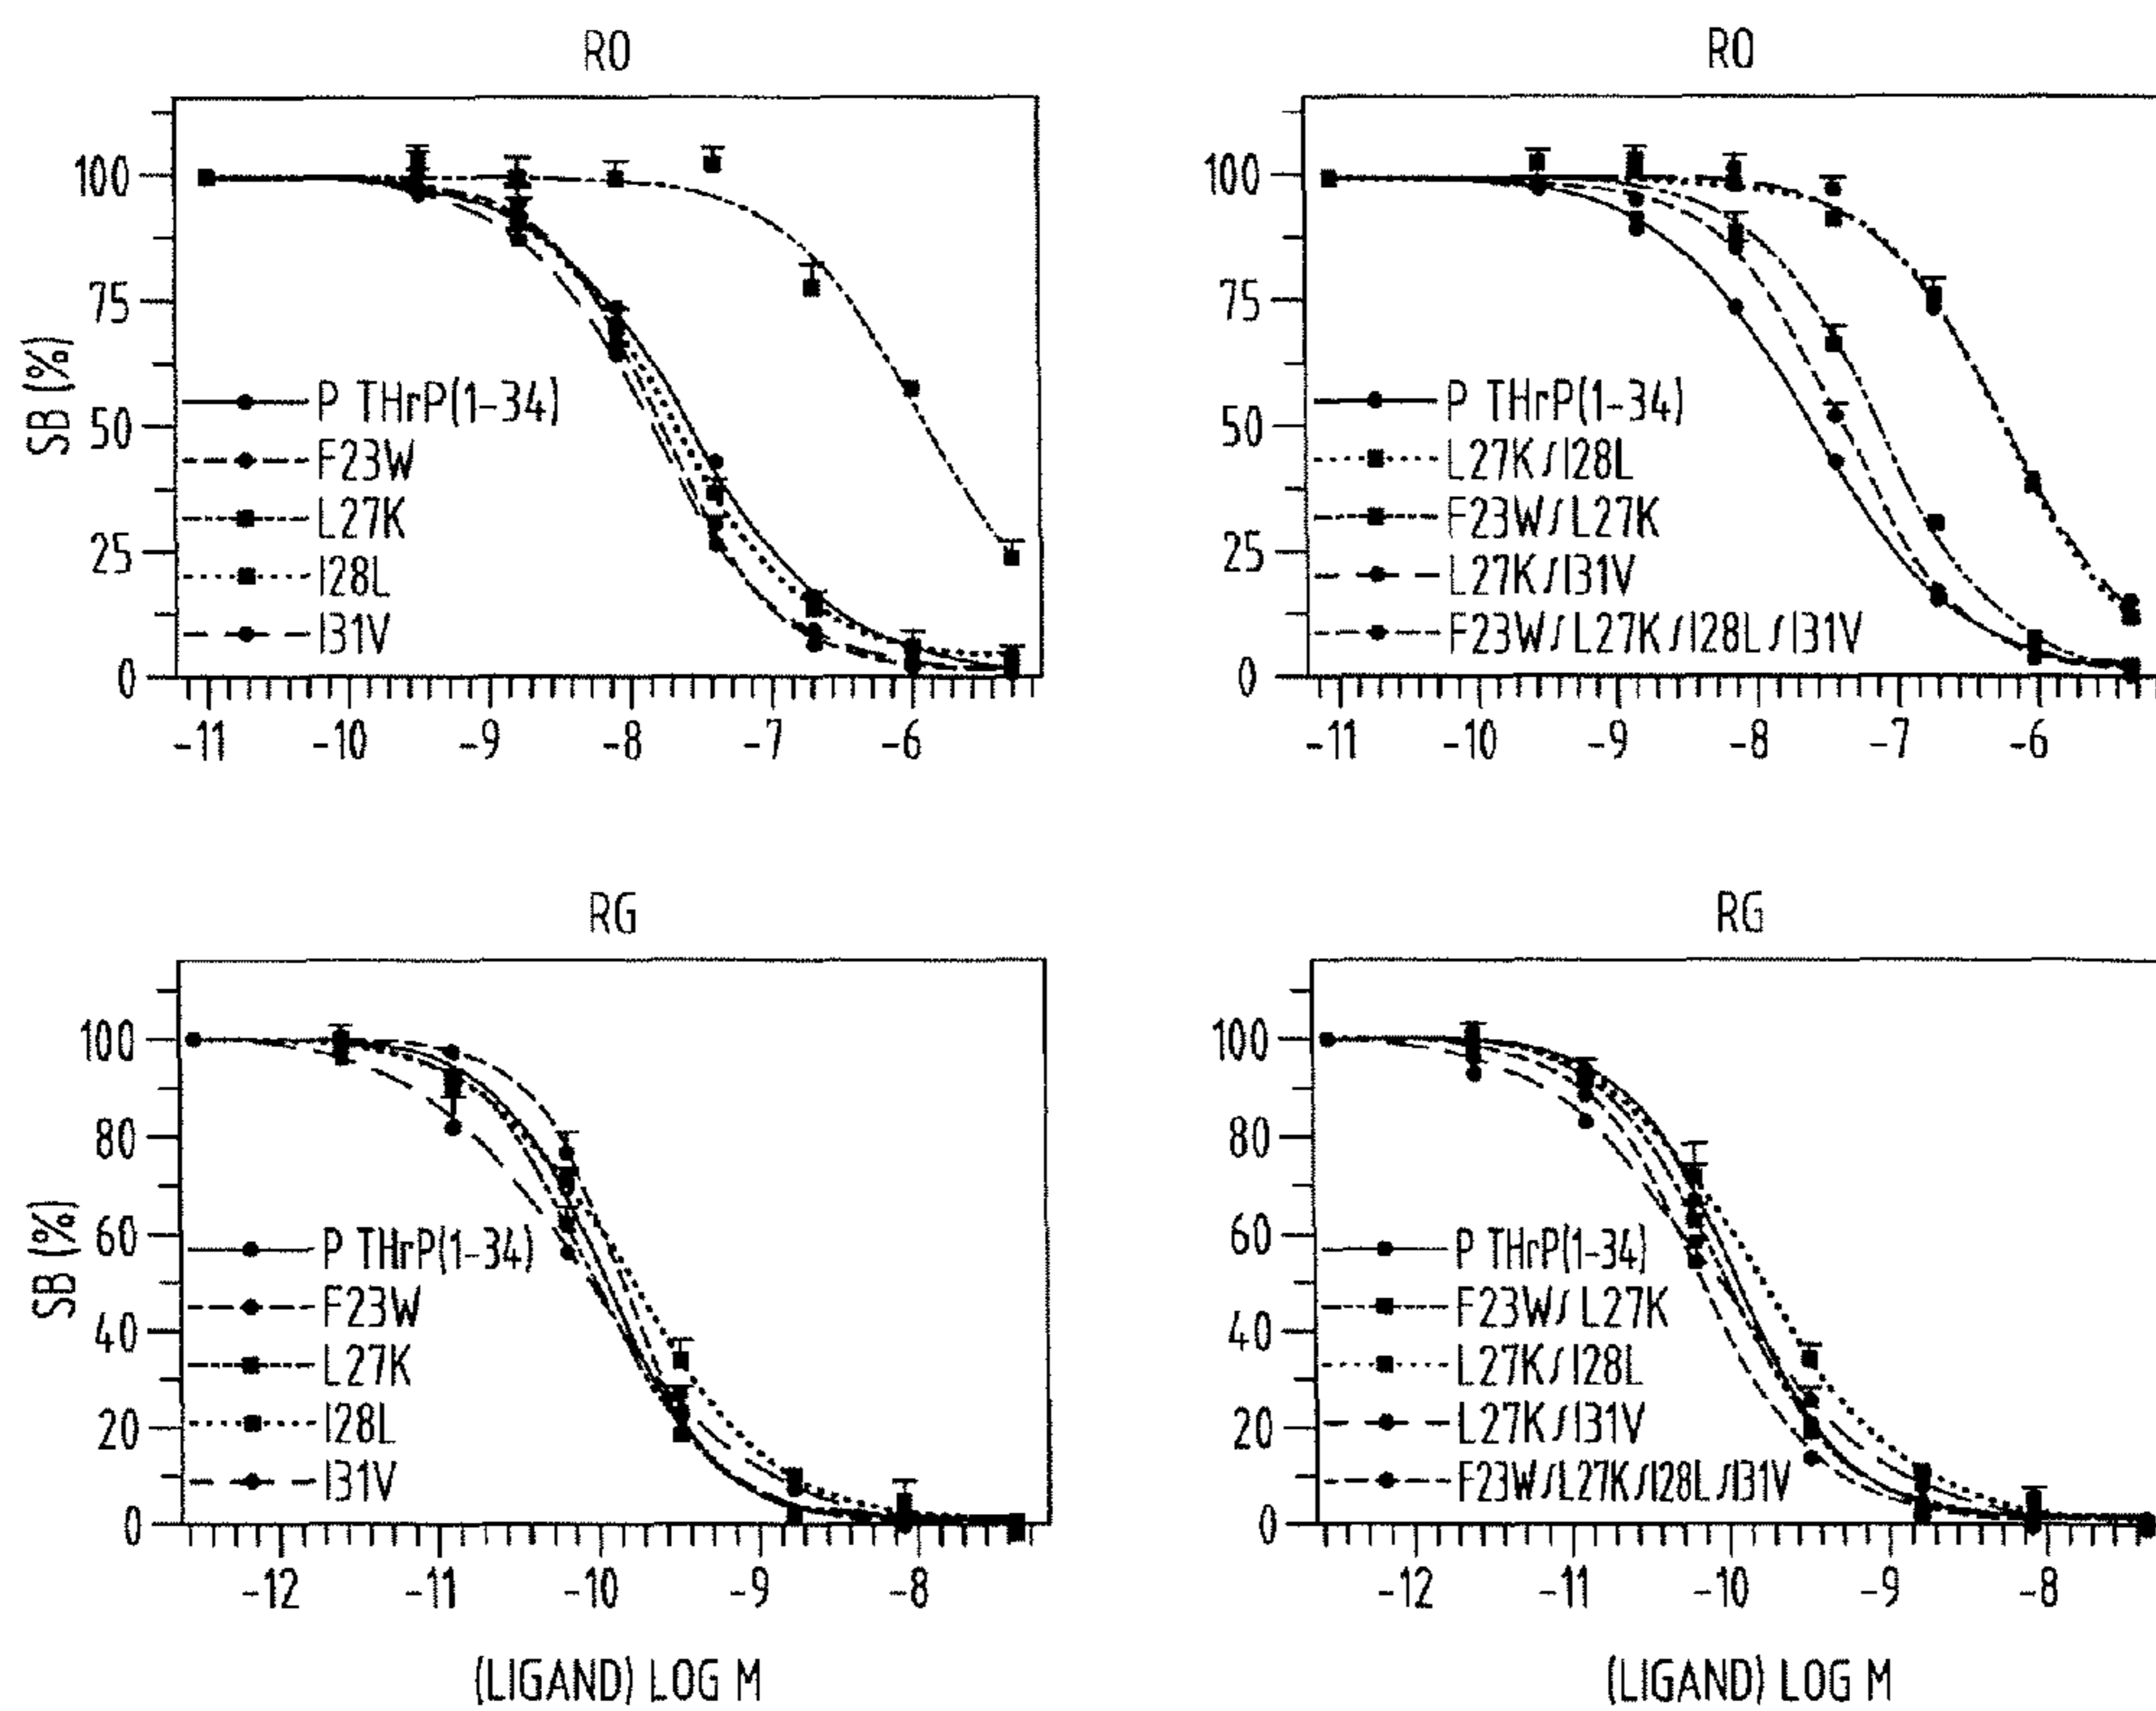 RO
100
75
50
25
0
SB (%)
P THrP(1-34)
F23W
L27K
I28L
I31V
-11 -10 -9 -8 -7 -6
RO
100
75
50
25
0
P THrP(1-34)
L27K/I28L
F23W/L27K
L27K/I31V
F23W/L27K/I28L/I31V
-11 -10 -9 -8 -7 -6
RG
100
80
60
40
20
0
SB (%)
P THrP(1-34)
F23W
L27K
I28L
I31V
-12 -11 -10 -9 -8
(LIGAND) LOG M
RG
100
80
60
40
20
0
P THrP(1-34)
F23W/L27K
L27K/I28L
L27K/I31V
F23W/L27K/I28L/I31V
-12 -11 -10 -9 -8
(LIGAND) LOG M